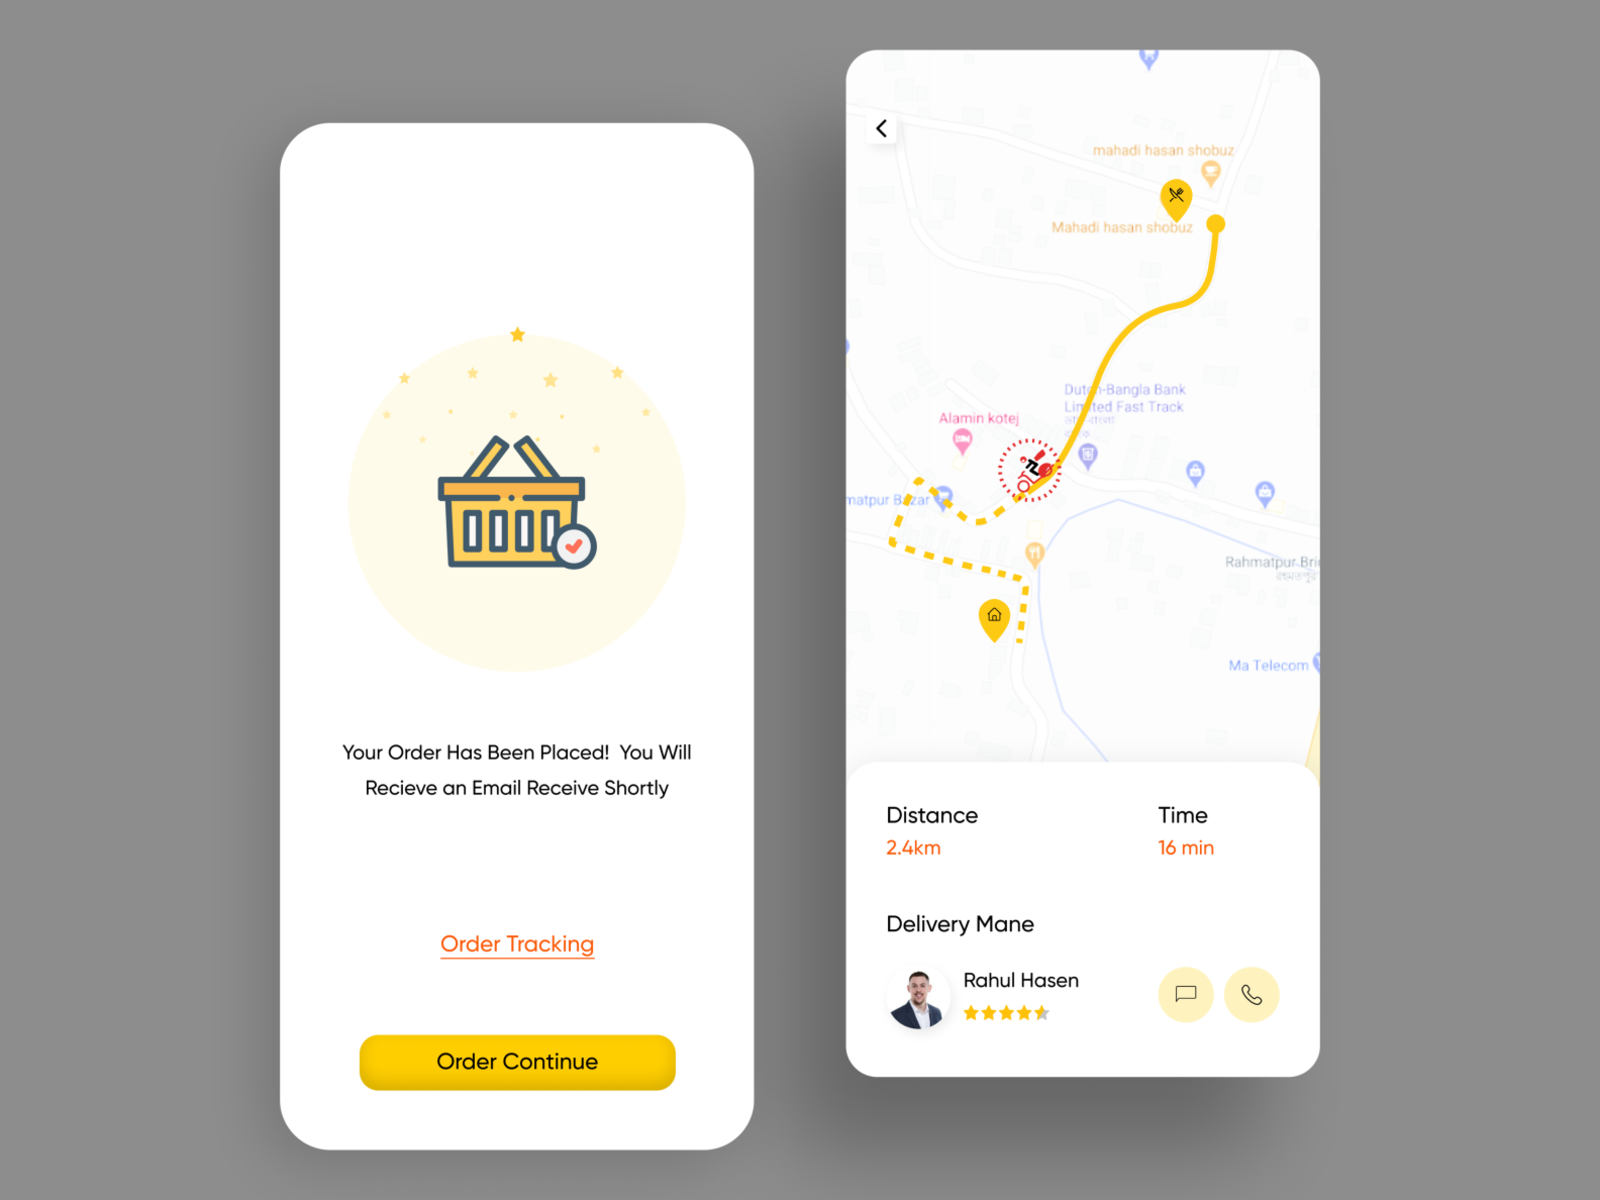 Your Order Has Been Placed!  You Will
Recieve an Email Receive Shortly
Order Tracking
Order Continue
mahadi hasan shobuz
Mahadi hasan shobuz
Dutch-Bangla Bank
Limited Fast Track
Alamin kotej
matpur Bazar
Rahmatpur Bri
রহমতপুর
Ma Telecom
Distance
Time
2.4km
16 min
Delivery Mane
Rahul Hasen